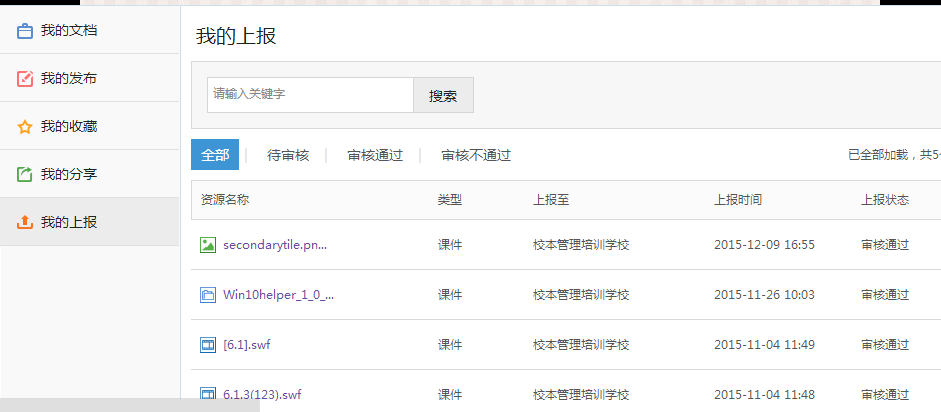 我的文档
我的发布
我的收藏
我的分享
我的上报
我的上报
请输入关键字 搜索
全部 待审核 审核通过 审核不通过 已全部加载，共5
资源名称 类型 上报至 上报时间 上报状态
secondarytile.pn... 课件 校本管理培训学校 2015-12-09 16:55 审核通过
Win10helper_1_0_... 课件 校本管理培训学校 2015-11-26 10:03 审核通过
[6.1].swf 课件 校本管理培训学校 2015-11-04 11:49 审核通过
6.1.3(123).swf 课件 校本管理培训学校 2015-11-04 11:48 审核通过